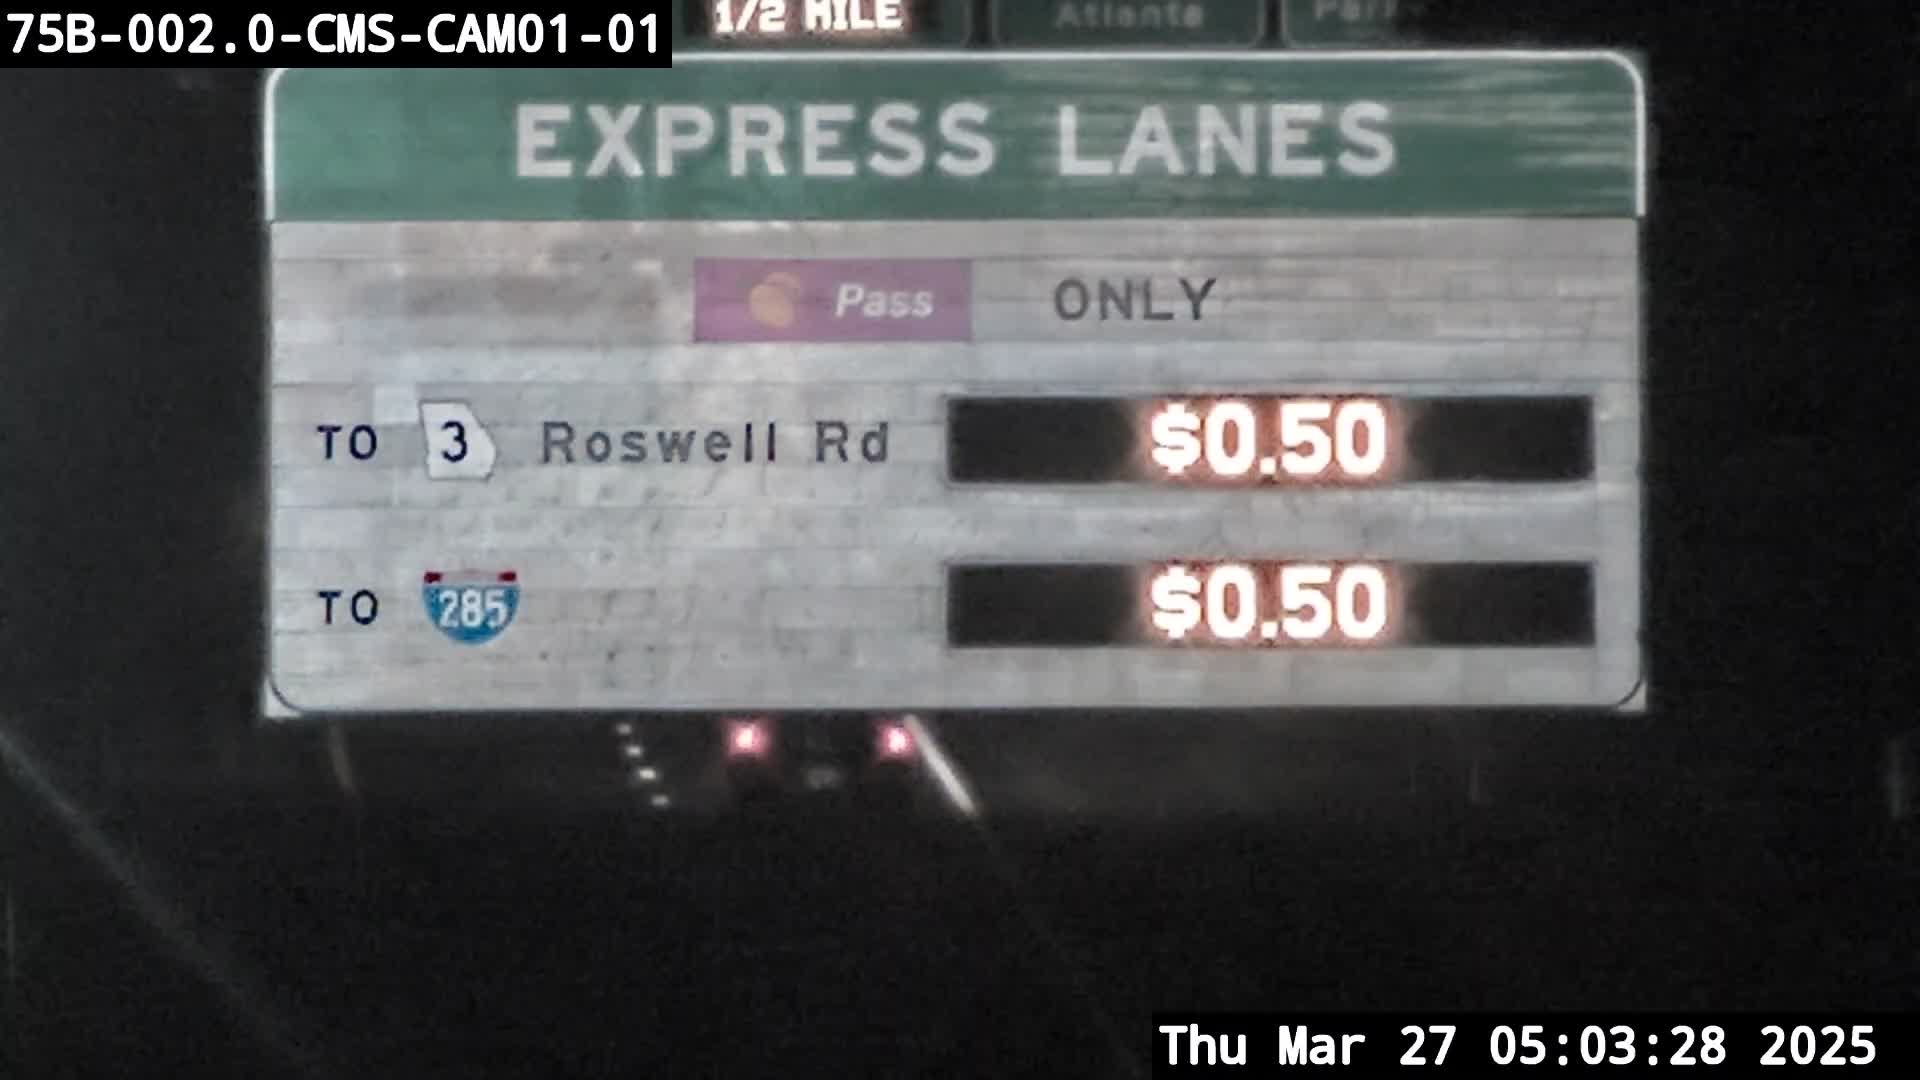 75B-002.0-CMS-CAM01-01
1/2 MILE
Atlanta
EXPRESS LANES
Pass ONLY
TO 3 Roswell Rd $0.50
TO 285 $0.50
Thu Mar 27 05:03:28 2025